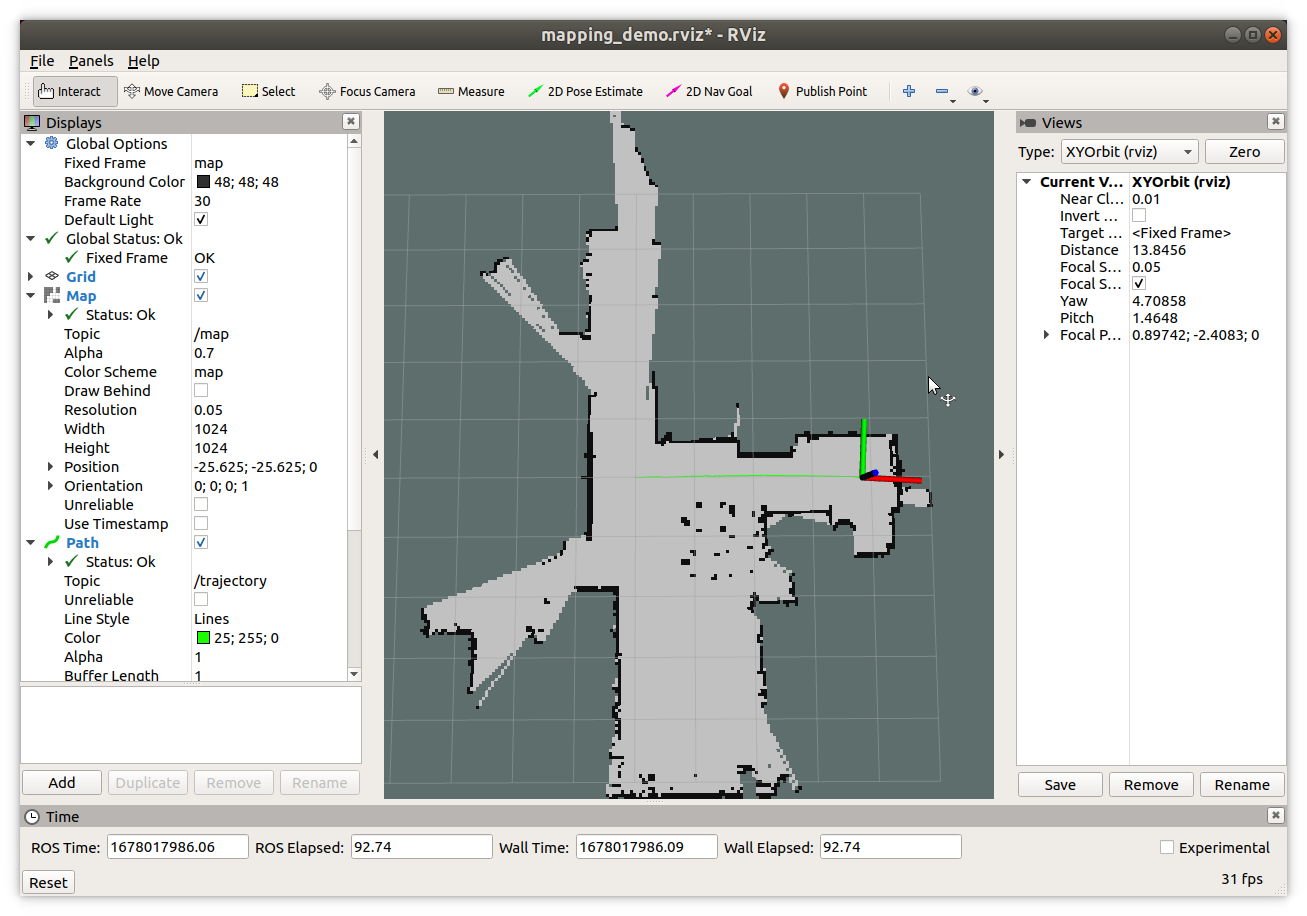 mapping_demo.rviz* - RViz
File Panels Help
Interact Move Camera Select Focus Camera Measure 2D Pose Estimate 2D Nav Goal Publish Point
Displays
Global Options
Fixed Frame map
Background Color 48; 48; 48
Frame Rate 30
Default Light
Global Status: Ok
Fixed Frame OK
Grid
Map
Status: Ok
Topic /map
Alpha 0.7
Color Scheme map
Draw Behind
Resolution 0.05
Width 1024
Height 1024
Position -25.625; -25.625; 0
Orientation 0; 0; 0; 1
Unreliable
Use Timestamp
Path
Status: Ok
Topic /trajectory
Unreliable
Line Style Lines
Color 25; 255; 0
Alpha 1
Buffer Length 1
Add Duplicate Remove Rename
Views
Type: XYOrbit (rviz) Zero
Current V... XYOrbit (rviz)
Near Cl... 0.01
Invert ...
Target ... <Fixed Frame>
Distance 13.8456
Focal S... 0.05
Focal S...
Yaw 4.70858
Pitch 1.4648
Focal P... 0.89742; -2.4083; 0
Save Remove Rename
Time
ROS Time: 1678017986.06 ROS Elapsed: 92.74 Wall Time: 1678017986.09 Wall Elapsed: 92.74 Experimental
Reset 31 fps